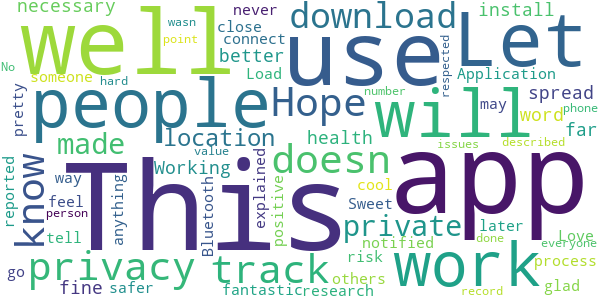 necessary
never
wasn
close
point
connect
No
someone
hard
better
Load
download
install
Let
Application
well
use
people
Hope
will
respected
number
may
spread
phone
word
pretty
made
location
health
issues
described
far
know
This
doesn
app
reported
way
Working
value
feel
anything
Bluetooth
explained
positive
cool
Sweet
private
later
Love
person
tell
notified
done
everyone
privacy
track
risk
work
process
go
fine
safer
others
fantastic
research
record
glad